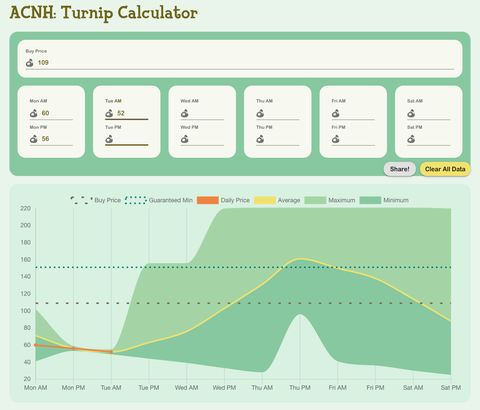 ACNH: Turnip Calculator
Buy Price
109
Mon AM Tue AM Wed AM Thu AM Fri AM Sat AM
60 52
Mon PM Tue PM Wed PM Thu PM Fri PM Sat PM
56
Share! Clear All Data
Buy Price Guaranteed Min Daily Price Average Maximum Minimum
220
200
180
160
140
120
100
80
60
40
20
Mon AM Mon PM Tue AM Tue PM Wed AM Wed PM Thu AM Thu PM Fri AM Fri PM Sat AM Sat PM